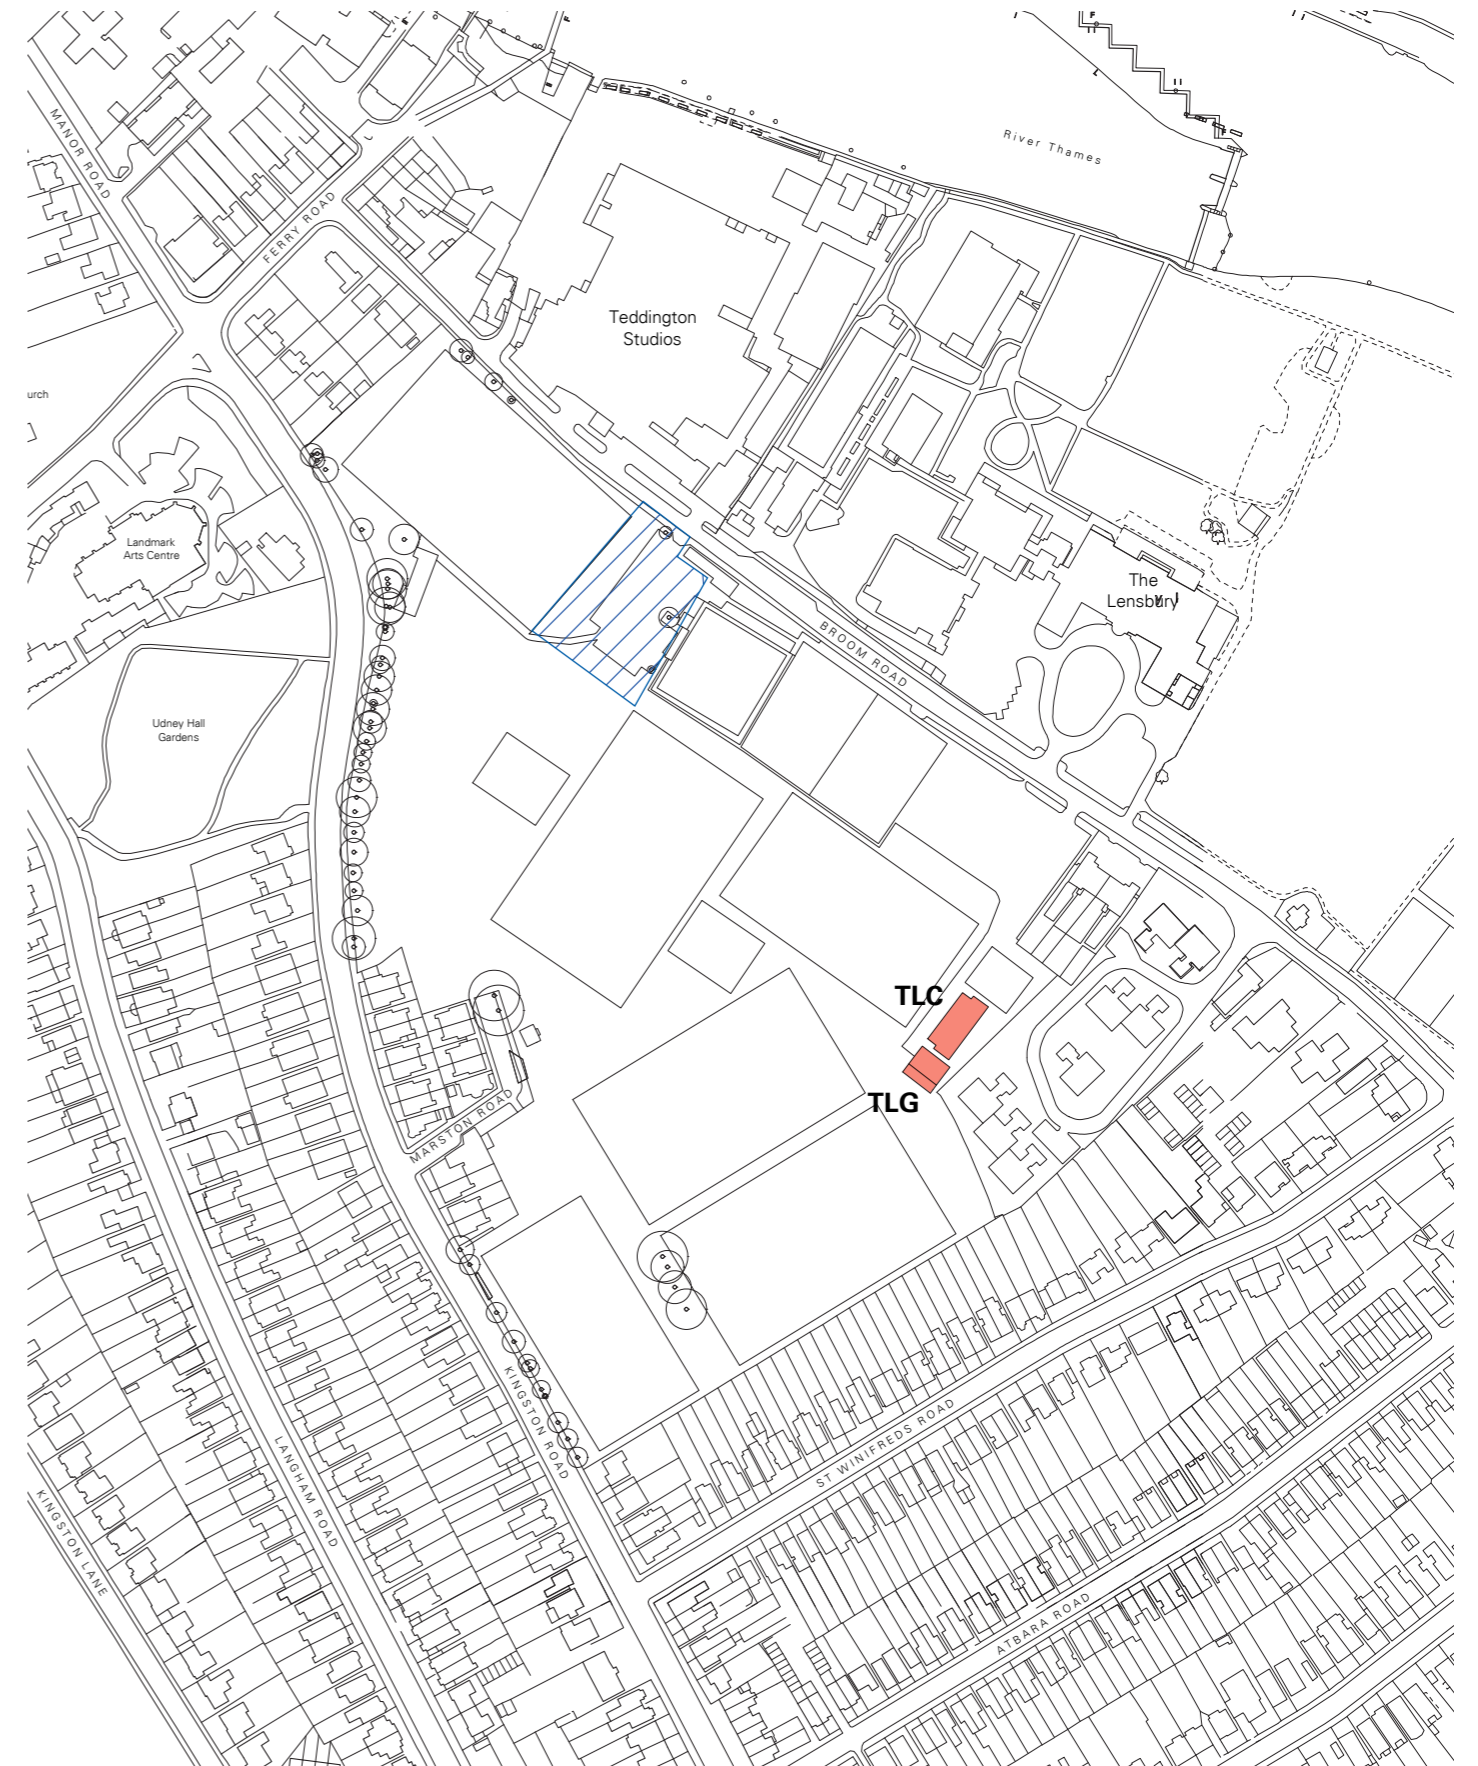 River Thames
MANOR ROAD
FERRY ROAD
Teddington
Studios
urch
Landmark
Arts Centre
The
Lensbury
BROOM ROAD
Udney Hall
Gardens
TLC
TLG
MARSTON ROAD
KINGSTON ROAD
ST WINIFREDS ROAD
LANGHAM ROAD
KINGSTON LANE
ATBARA ROAD